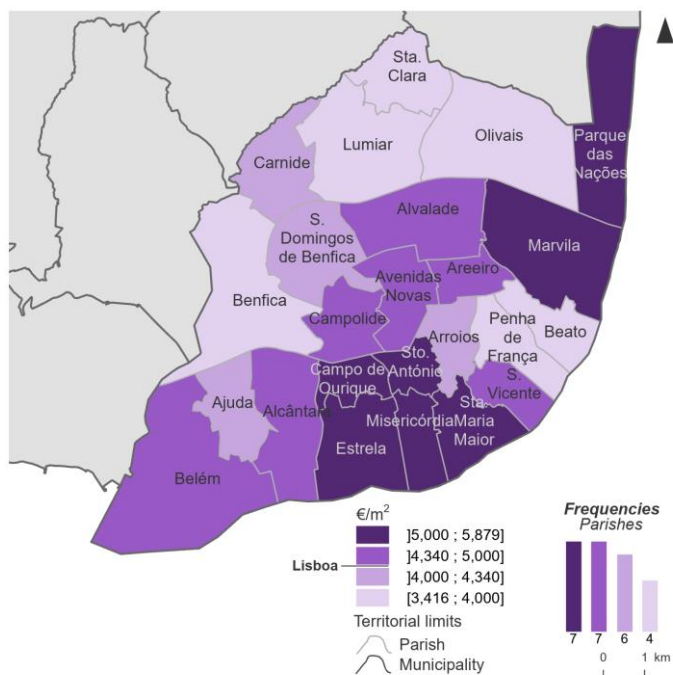 Sta.
Clara
Lumiar
Olivais
Parque
das
Nações
Carnide
Alvalade
S.
Domingos
de Benfica
Marvila
Avenidas
Novas
Areeiro
Benfica
Campolide
Arroios
Penha
de
França
Beato
Sto.
António
Campo de
Ourique
S.
Vicente
Ajuda
Alcântara
Misericórdia
Sta.
Maria
Maior
Estrela
Belém
€/m²
]5,000 ; 5,879]
]4,340 ; 5,000]
Lisboa
]4,000 ; 4,340]
[3,416 ; 4,000]
Territorial limits
Parish
Municipality
Frequencies
Parishes
7 7 6 4
0 1 km